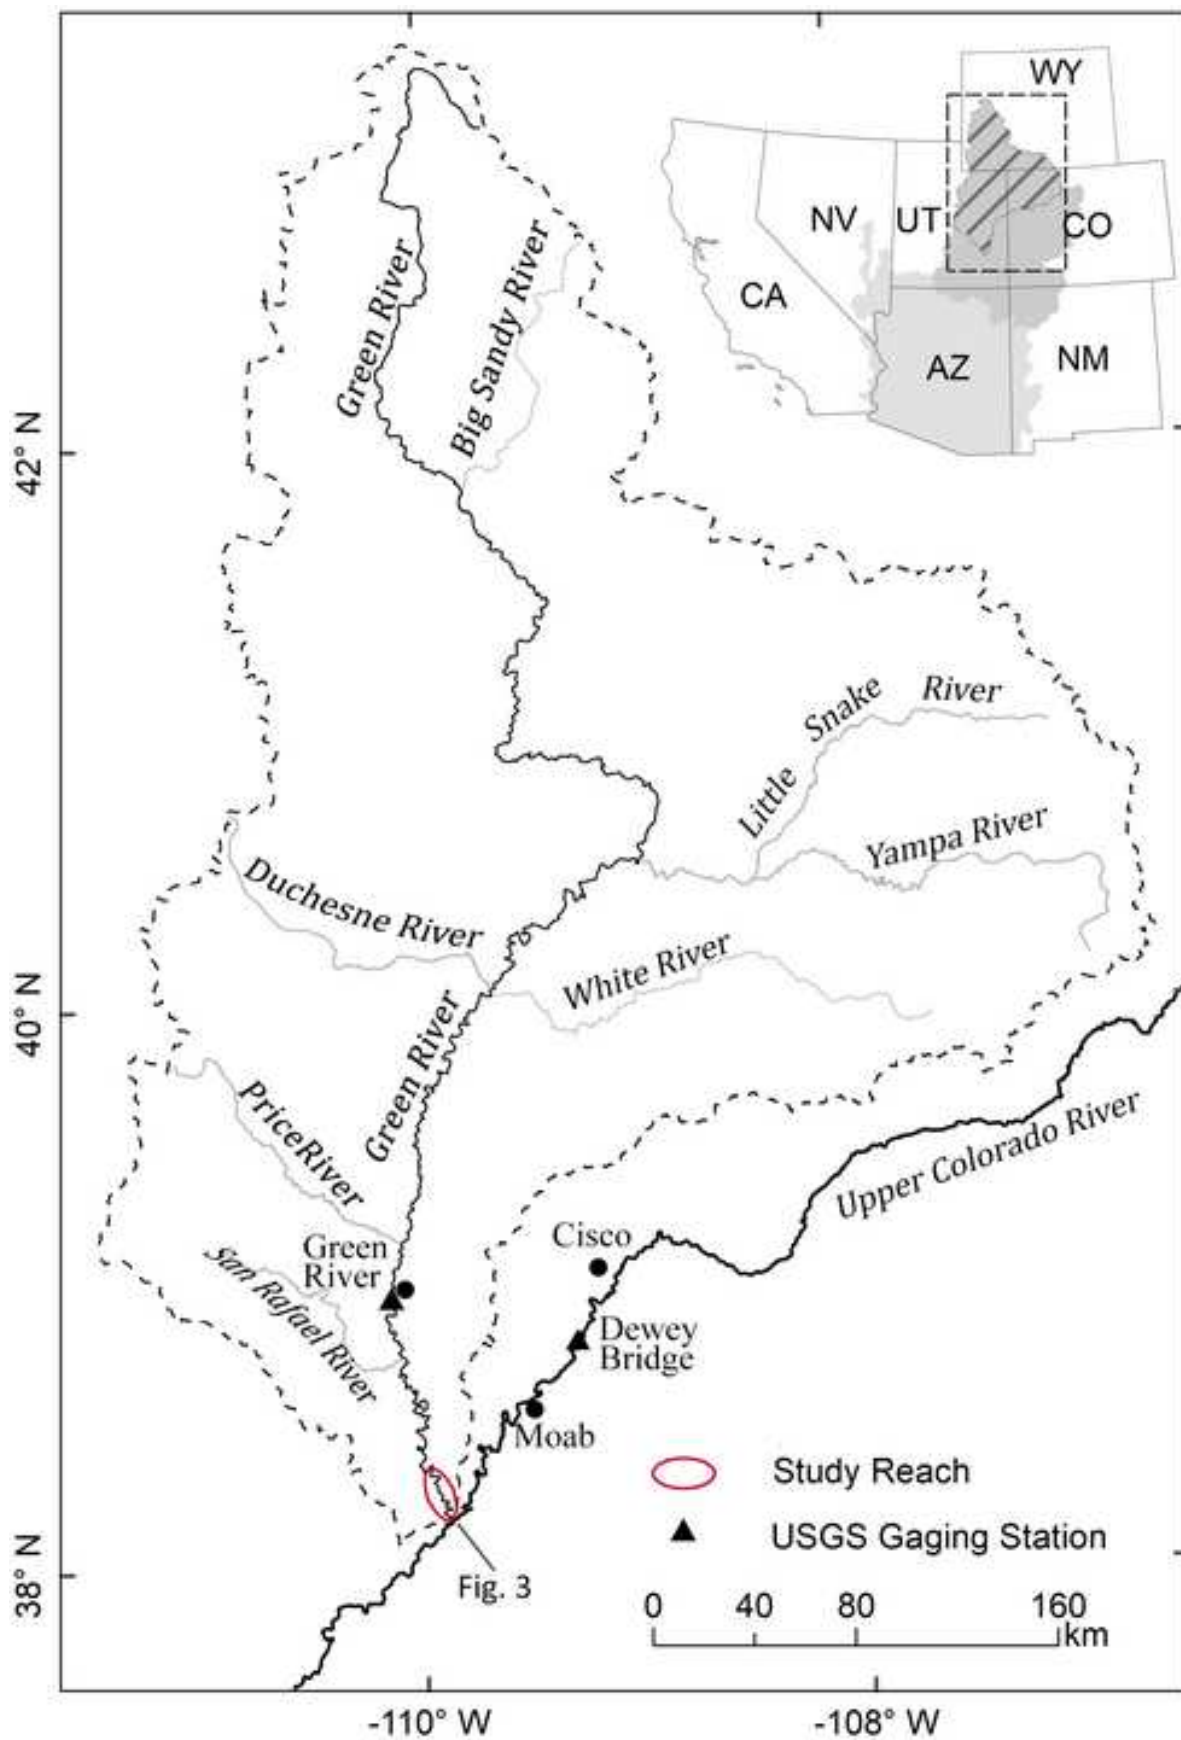 WY
NV
UT
CO
CA
AZ
NM
Green River
Big Sandy River
42° N
Little Snake River
Yampa River
Duchesne River
White River
40° N
Green River
PriceRiver
Upper Colorado River
San Rafael River
Green
River
Cisco
Dewey
Bridge
Moab
Study Reach
USGS Gaging Station
Fig. 3
38° N
0 40 80 160
km
-110° W
-108° W